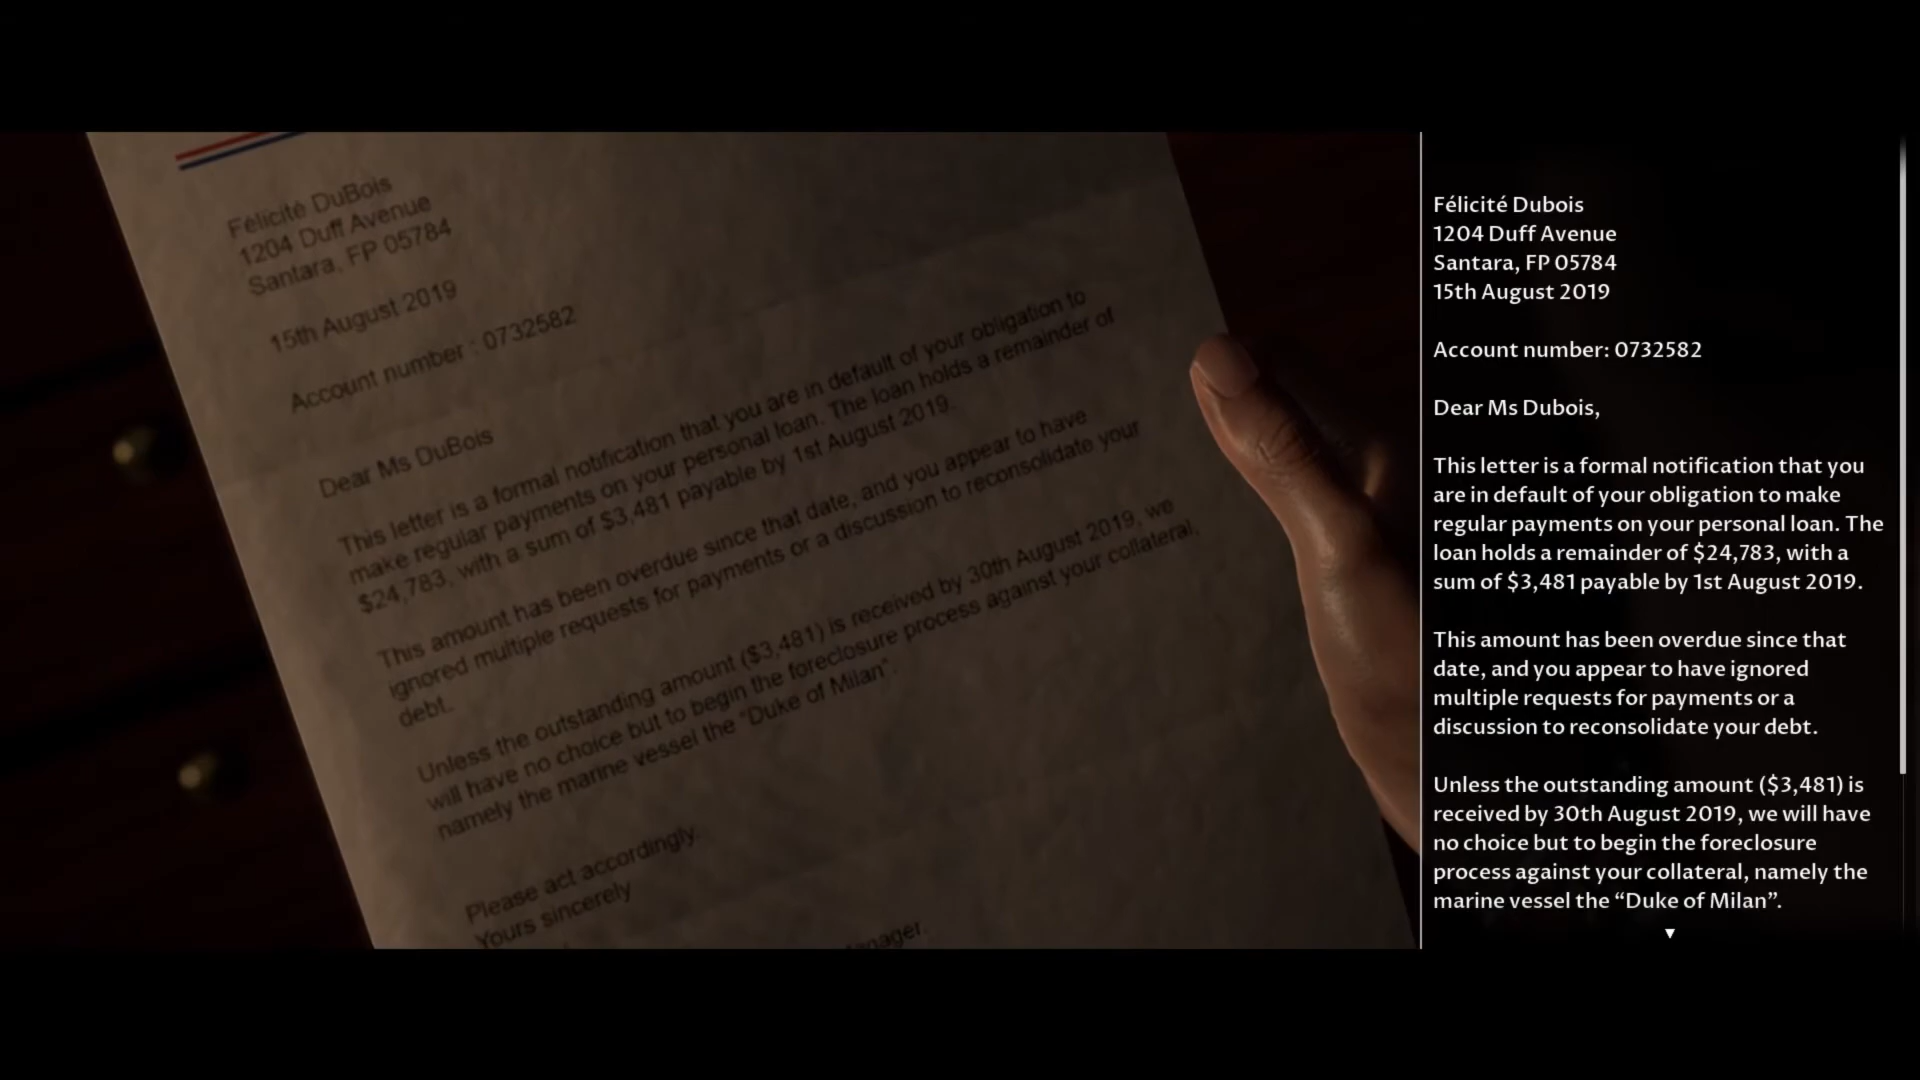 Félicité DuBois
1204 Duff Avenue
Santara, FP 05784
15th August 2019
Account number : 0732582
Dear Ms DuBois
This letter is a formal notification that you are in default of your obligation to
make regular payments on your personal loan. The loan holds a remainder of
$24,783, with a sum of $3,481 payable by 1st August 2019.
This amount has been overdue since that date, and you appear to have
ignored multiple requests for payments or a discussion to reconsolidate your
debt.
Unless the outstanding amount ($3,481) is received by 30th August 2019, we
will have no choice but to begin the foreclosure process against your collateral,
namely the marine vessel the "Duke of Milan".
Please act accordingly.
Yours sincerely
Félicité Dubois
1204 Duff Avenue
Santara, FP 05784
15th August 2019
Account number: 0732582
Dear Ms Dubois,
This letter is a formal notification that you
are in default of your obligation to make
regular payments on your personal loan. The
loan holds a remainder of $24,783, with a
sum of $3,481 payable by 1st August 2019.
This amount has been overdue since that
date, and you appear to have ignored
multiple requests for payments or a
discussion to reconsolidate your debt.
Unless the outstanding amount ($3,481) is
received by 30th August 2019, we will have
no choice but to begin the foreclosure
process against your collateral, namely the
marine vessel the “Duke of Milan”.